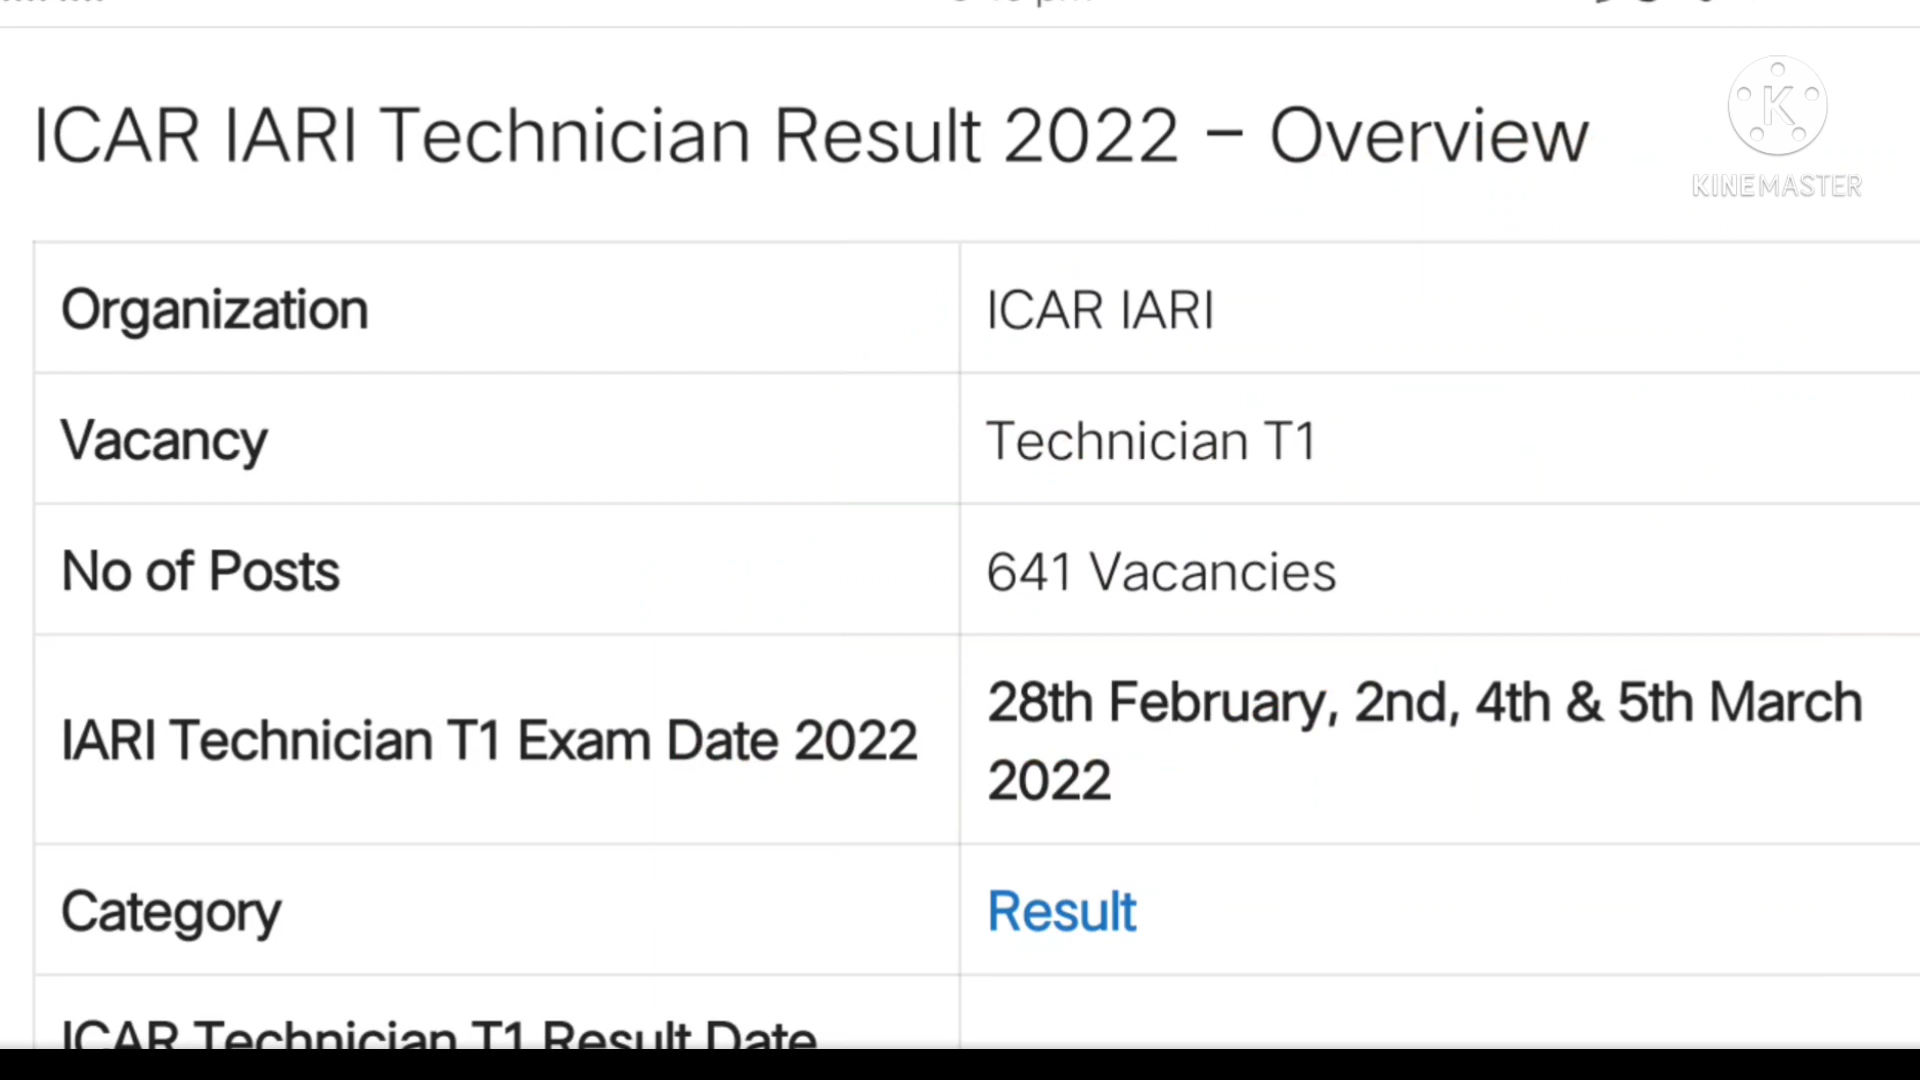 ICAR IARI Technician Result 2022 – Overview
KINEMASTER
Organization
ICAR IARI
Vacancy
Technician T1
No of Posts
641 Vacancies
IARI Technician T1 Exam Date 2022
28th February, 2nd, 4th & 5th March
2022
Category
Result
ICAR Technician T1 Result Date